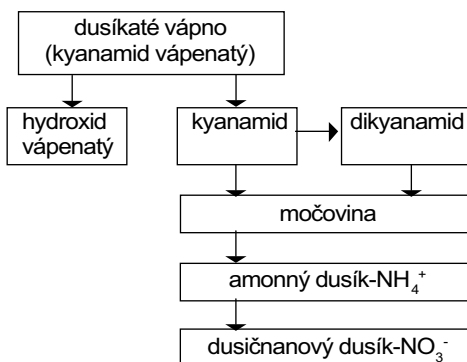 dusíkaté vápno
(kyanamid vápenatý)
hydroxid
vápenatý
kyanamid
dikyanamid
močovina
amonný dusík-NH₄⁺
dusičnanový dusík-NO₃⁻